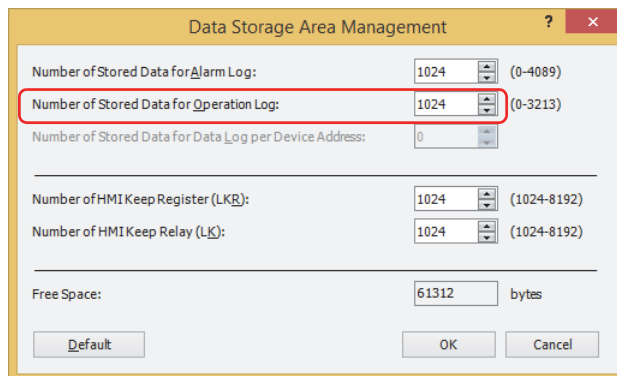 Data Storage Area Management ? ×
Number of Stored Data for Alarm Log: 1024 (0-4089)
Number of Stored Data for Operation Log: 1024 (0-3213)
Number of Stored Data for Data Log per Device Address: 0
Number of HMI Keep Register (LKR): 1024 (1024-8192)
Number of HMI Keep Relay (LK): 1024 (1024-8192)
Free Space: 61312 bytes
Default OK Cancel